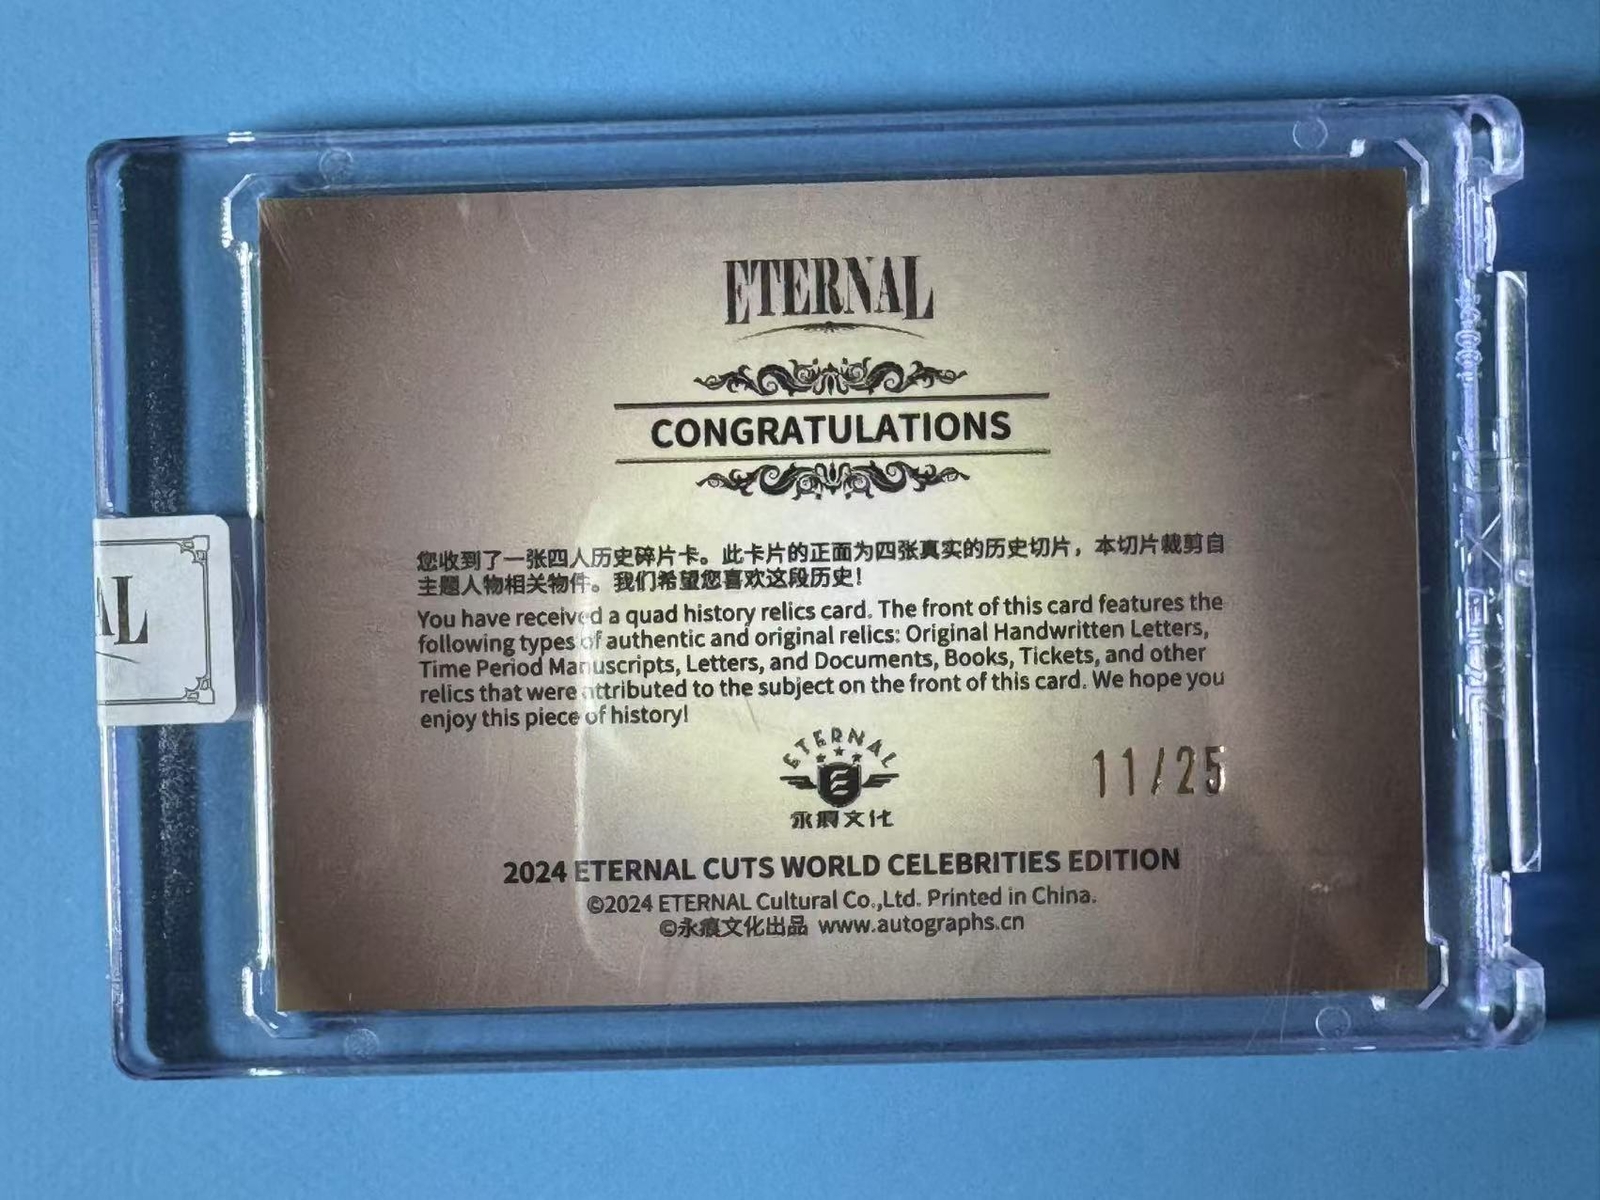 ETERNAL
CONGRATULATIONS
您收到了一张四人历史碎片卡。此卡片的正面为四张真实的历史切片，本切片裁剪自
主题人物相关物件。我们希望您喜欢这段历史！
You have received a quad history relics card. The front of this card features the
following types of authentic and original relics: Original Handwritten Letters,
Time Period Manuscripts, Letters, and Documents, Books, Tickets, and other
relics that were attributed to the subject on the front of this card. We hope you
enjoy this piece of history!
AL
ETERNAL
E
永痕文化
11/25
2024 ETERNAL CUTS WORLD CELEBRITIES EDITION
©2024 ETERNAL Cultural Co.,Ltd. Printed in China.
©永痕文化出品 www.autographs.cn